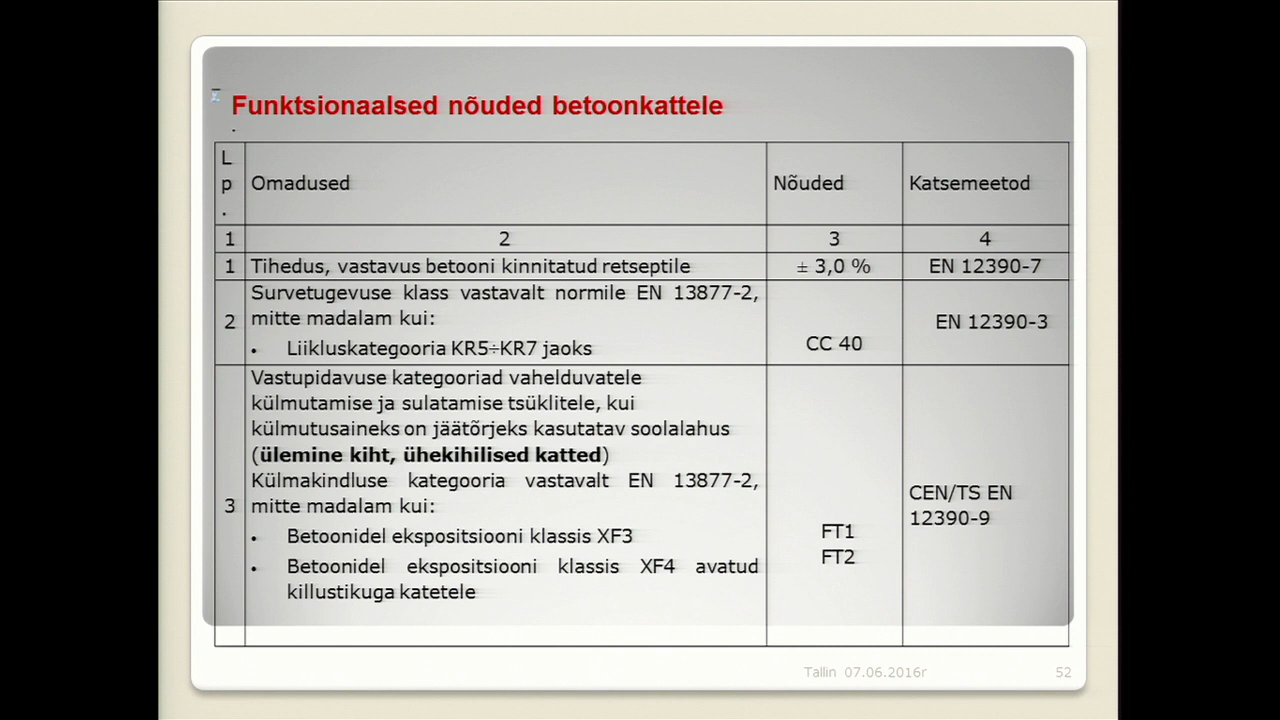 Funktsionaalsed nõuded betoonkattele
.
L
p
.
Omadused
Nõuded
Katsemeetod
1
2
3
4
1
Tihedus, vastavus betooni kinnitatud retseptile
± 3,0 %
EN 12390-7
2
Survetugevuse klass vastavalt normile EN 13877-2,
mitte madalam kui:
• Liikluskategooria KR5÷KR7 jaoks
CC 40
EN 12390-3
3
Vastupidavuse kategooriad vahelduvatele
külmutamise ja sulatamise tsüklitele, kui
külmutusaineks on jäätõrjeks kasutatav soolalahus
(ülemine kiht, ühekihilised katted)
Külmakindluse kategooria vastavalt EN 13877-2,
mitte madalam kui:
• Betoonidel ekspositsiooni klassis XF3
• Betoonidel ekspositsiooni klassis XF4 avatud
killustikuga katetele
FT1
FT2
CEN/TS EN
12390-9
Tallin 07.06.2016r
52